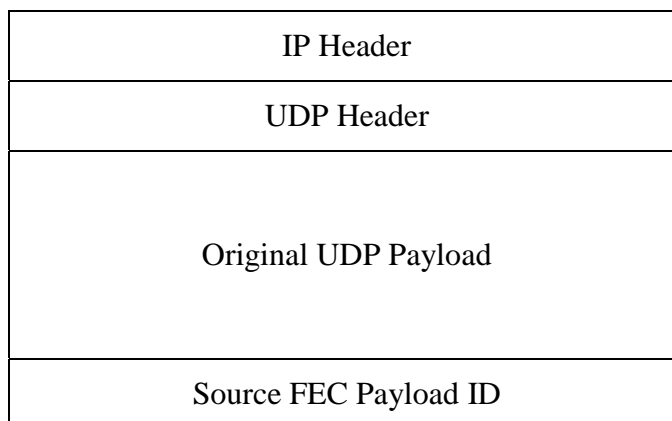 IP Header
UDP Header
Original UDP Payload
Source FEC Payload ID